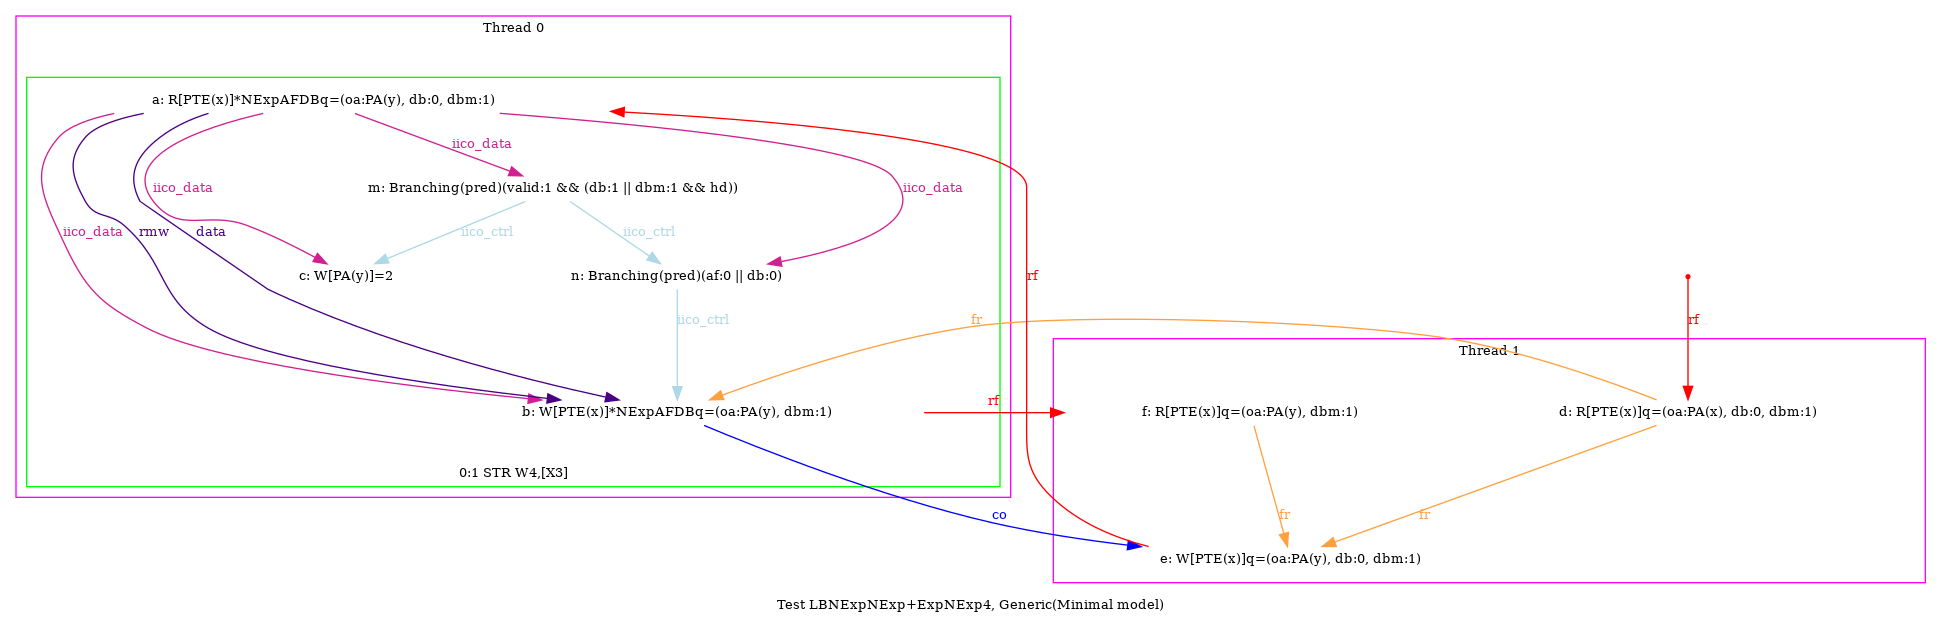 Thread 0
a: R[PTE(x)]*NExpAFDBq=(oa:PA(y), db:0, dbm:1)
iico_data
m: Branching(pred)(valid:1 && (db:1 || dbm:1 && hd))
iico_data
iico_data
iico_data
rmw
data
iico_ctrl
iico_ctrl
c: W[PA(y)]=2
n: Branching(pred)(af:0 || db:0)
rf
iico_ctrl
fr
rf
Thread 1
b: W[PTE(x)]*NExpAFDBq=(oa:PA(y), dbm:1)
rf
f: R[PTE(x)]q=(oa:PA(y), dbm:1)
d: R[PTE(x)]q=(oa:PA(x), db:0, dbm:1)
0:1 STR W4,[X3]
co
fr
fr
e: W[PTE(x)]q=(oa:PA(y), db:0, dbm:1)
Test LBNExpNExp+ExpNExp4, Generic(Minimal model)